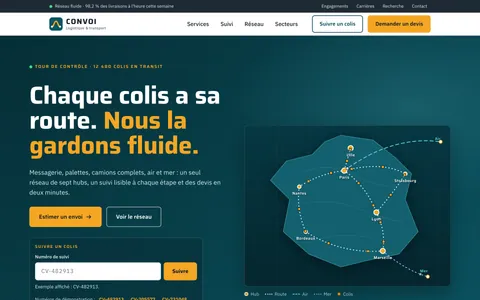 Réseau fluide · 98,2 % des livraisons à l'heure cette semaine
Engagements Carrières Recherche Contact
CONVOI
Logistique & transport
Services Suivi Réseau Secteurs
Suivre un colis
Demander un devis
TOUR DE CONTRÔLE · 12 480 COLIS EN TRANSIT
Chaque colis a sa
route. Nous la
gardons fluide.
Messagerie, palettes, camions complets, air et mer : un seul
réseau de sept hubs, un suivi lisible à chaque étape et des devis en
deux minutes.
Estimer un envoi →
Voir le réseau
SUIVRE UN COLIS
Numéro de suivi
CV-482913
Suivre
Exemple affiché : CV-482913.
Lille
Paris
Strasbourg
Nantes
Lyon
Bordeaux
Marseille
Air
Mer
Hub Route Air Mer Colis